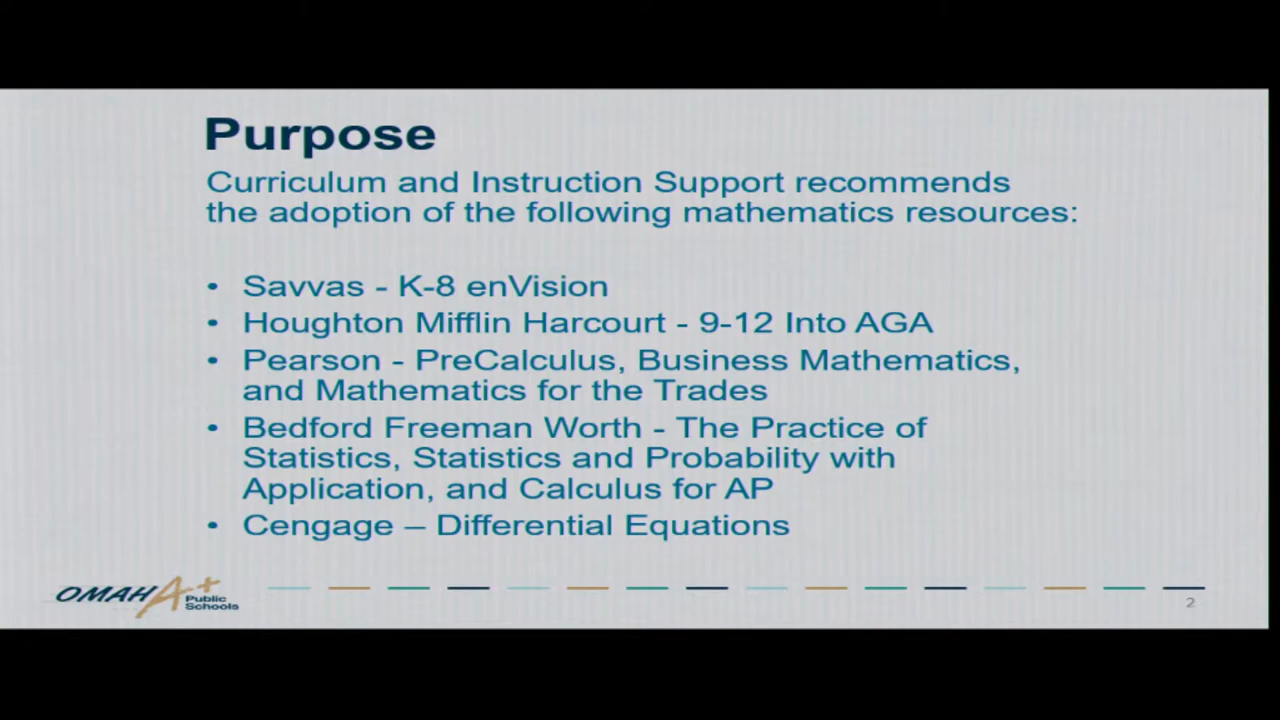 Purpose
Curriculum and Instruction Support recommends
the adoption of the following mathematics resources:
• Savvas - K-8 enVision
• Houghton Mifflin Harcourt - 9-12 Into AGA
• Pearson - PreCalculus, Business Mathematics,
and Mathematics for the Trades
• Bedford Freeman Worth - The Practice of
Statistics, Statistics and Probability with
Application, and Calculus for AP
• Cengage – Differential Equations
OMAHA+
Public
Schools
2